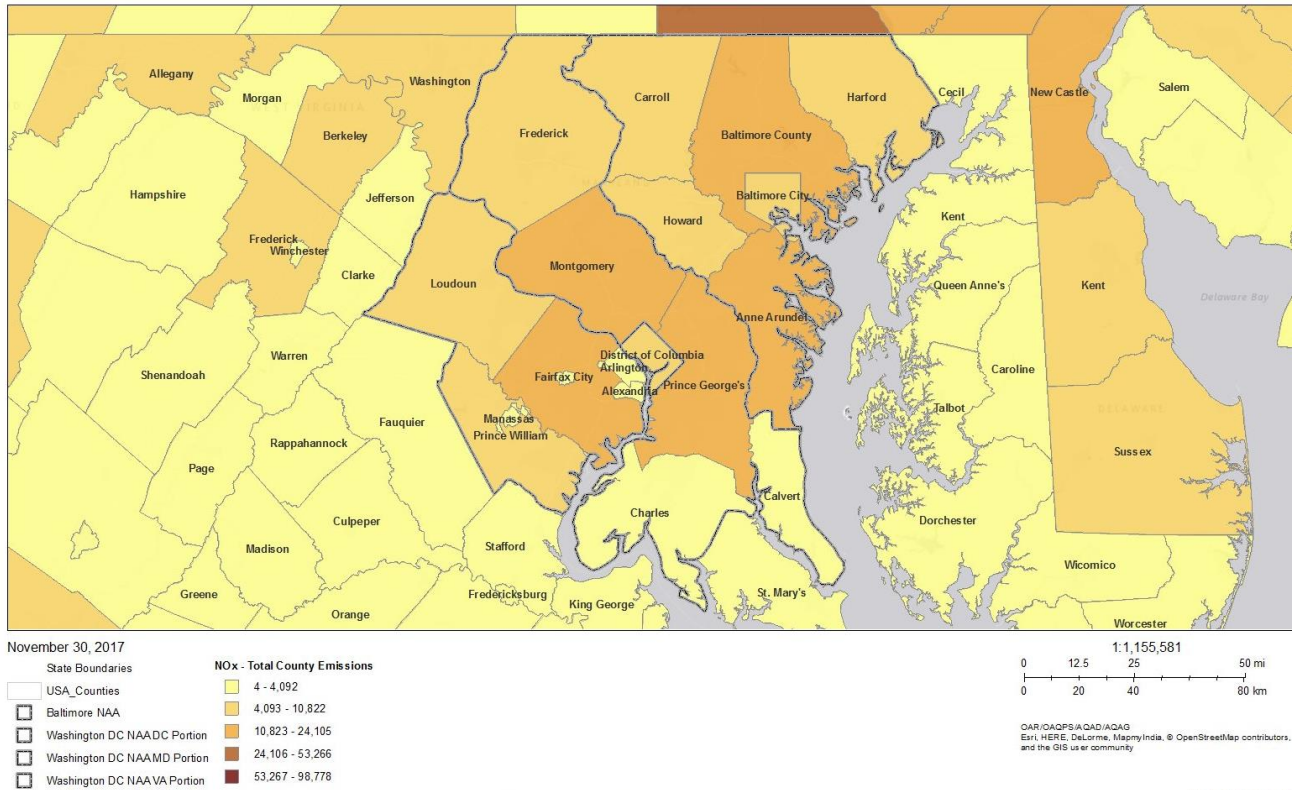 Allegany
Morgan
Washington
Carroll
Harford
Cecil
New Castle
Salem
Berkeley
Frederick
Baltimore County
Hampshire
Jefferson
Baltimore City
Howard
Kent
Frederick
Winchester
Clarke
Montgomery
Loudoun
Queen Anne's
Kent
Delaware Bay
Anne Arundel
Warren
District of Columbia
Arlington
Shenandoah
Fairfax City
Prince George's
Caroline
Alexandria
Talbot
DELAWARE
Manassas
Prince William
Fauquier
Rappahannock
Page
Sussex
Calvert
Culpeper
Charles
Dorchester
Madison
Stafford
Wicomico
Greene
Fredericksburg
Orange
King George
St. Mary's
Worcester
November 30, 2017
State Boundaries
USA_Counties
Baltimore NAA
Washington DC NAA DC Portion
Washington DC NAA MD Portion
Washington DC NAA VA Portion
NOx - Total County Emissions
4 - 4,092
4,093 - 10,822
10,823 - 24,105
24,106 - 53,266
53,267 - 98,778
1:1,155,581
0 12.5 25 50 mi
0 20 40 80 km
OAR/OAQPS/AQAD/AQAG
Esri, HERE, DeLorme, MapmyIndia, © OpenStreetMap contributors,
and the GIS user community